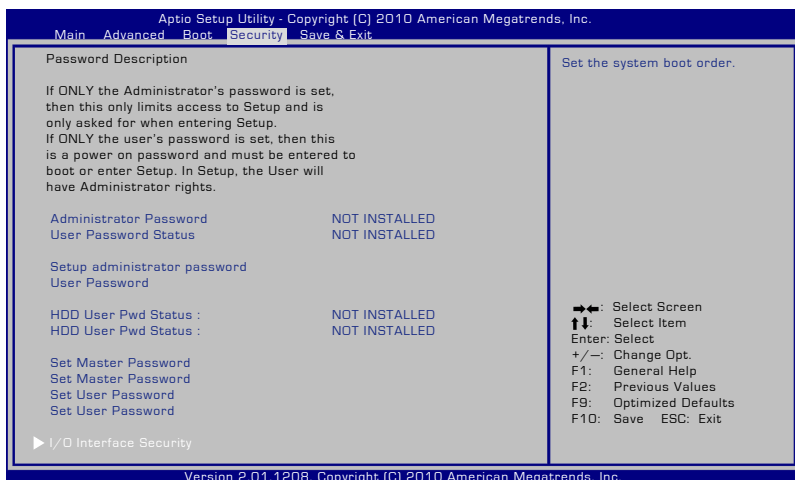 Aptio Setup Utility - Copyright (C) 2010 American Megatrends, Inc.
Main Advanced Boot Security Save & Exit
Password Description
If ONLY the Administrator's password is set,
then this only limits access to Setup and is
only asked for when entering Setup.
If ONLY the user's password is set, then this
is a power on password and must be entered to
boot or enter Setup. In Setup, the User will
have Administrator rights.
Administrator Password NOT INSTALLED
User Password Status NOT INSTALLED
Setup administrator password
User Password
HDD User Pwd Status : NOT INSTALLED
HDD User Pwd Status : NOT INSTALLED
Set Master Password
Set Master Password
Set User Password
Set User Password
I/O Interface Security
Set the system boot order.
→←: Select Screen
↑↓: Select Item
Enter: Select
+/—: Change Opt.
F1: General Help
F2: Previous Values
F9: Optimized Defaults
F10: Save ESC: Exit
Version 2.01.1208. Copyright (C) 2010 American Megatrends, Inc.